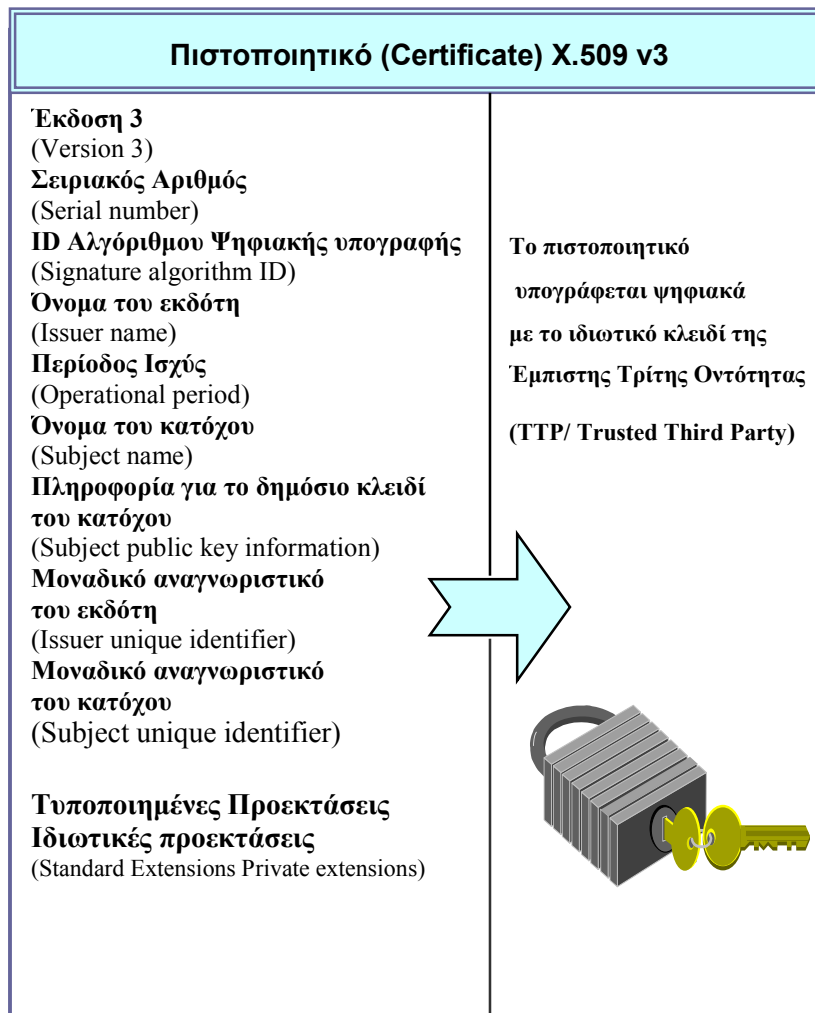 Πιστοποιητικό (Certificate) X.509 v3
Έκδοση 3
(Version 3)
Σειριακός Αριθμός
(Serial number)
ID Αλγόριθμου Ψηφιακής υπογραφής
(Signature algorithm ID)
Όνομα του εκδότη
(Issuer name)
Περίοδος Ισχύς
(Operational period)
Όνομα του κατόχου
(Subject name)
Πληροφορία για το δημόσιο κλειδί
του κατόχου
(Subject public key information)
Μοναδικό αναγνωριστικό
του εκδότη
(Issuer unique identifier)
Μοναδικό αναγνωριστικό
του κατόχου
(Subject unique identifier)
Τυποποιημένες Προεκτάσεις
Ιδιωτικές προεκτάσεις
(Standard Extensions Private extensions)
Το πιστοποιητικό
υπογράφεται ψηφιακά
με το ιδιωτικό κλειδί της
Έμπιστης Τρίτης Οντότητας
(TTP/ Trusted Third Party)